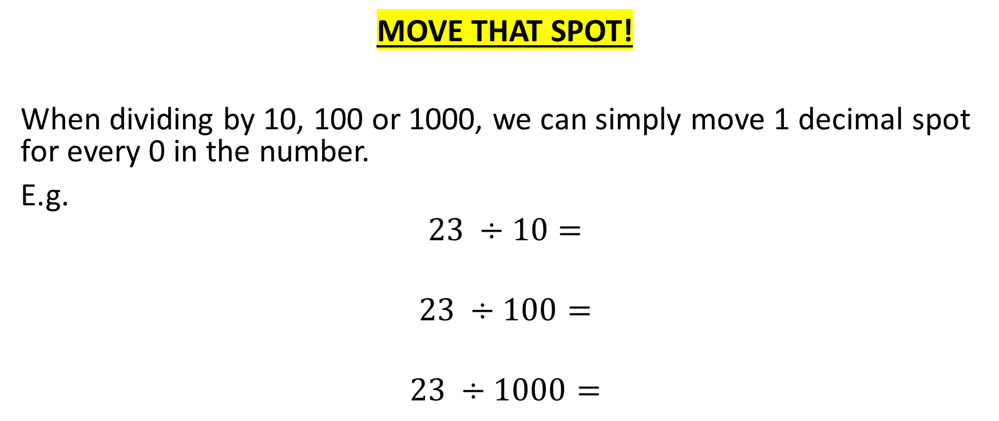 MOVE THAT SPOT!
When dividing by 10, 100 or 1000, we can simply move 1 decimal spot
for every 0 in the number.
E.g.
23 ÷ 10 =
23 ÷ 100 =
23 ÷ 1000 =